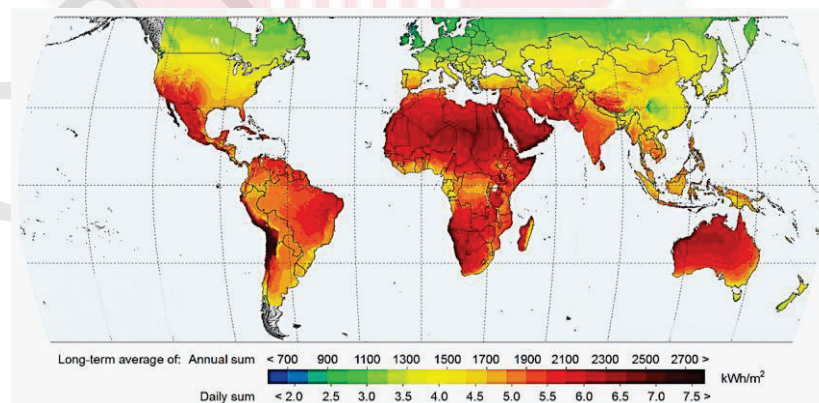 Long-term average of: Annual sum < 700 900 1100 1300 1500 1700 1900 2100 2300 2500 2700 >
kWh/m²
Daily sum < 2.0 2.5 3.0 3.5 4.0 4.5 5.0 5.5 6.0 6.5 7.0 7.5 >